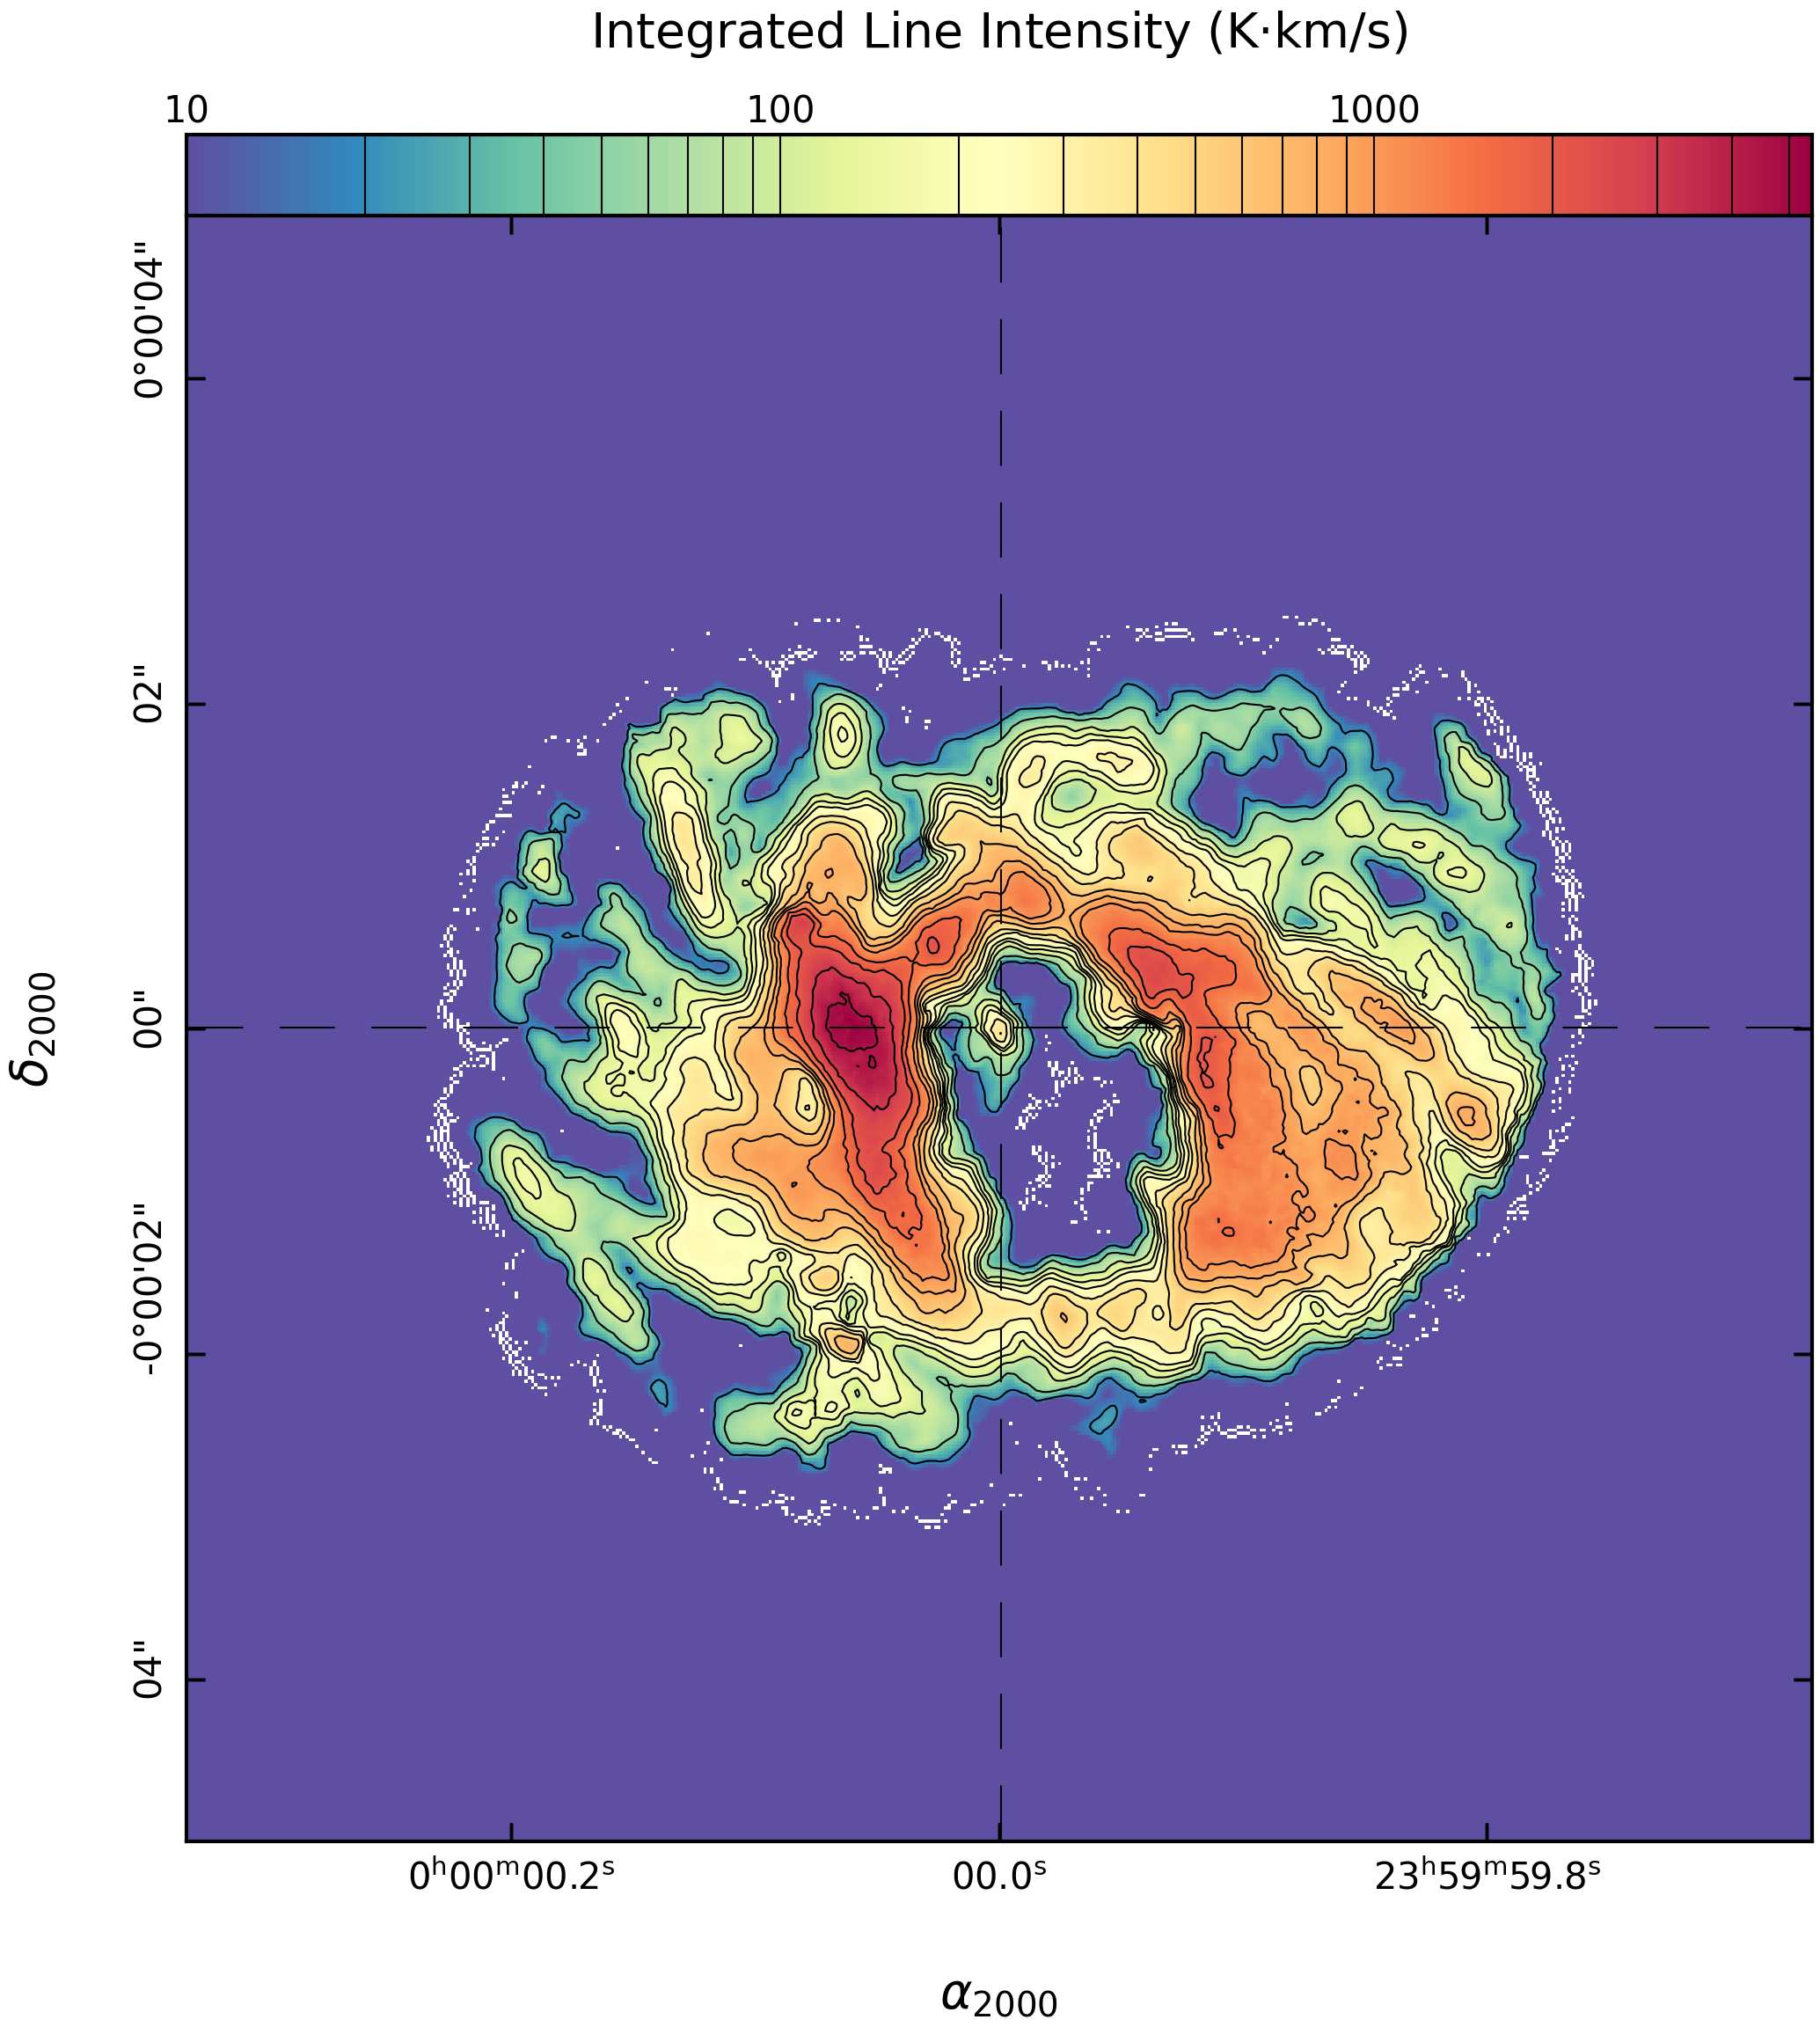 Integrated Line Intensity (K·km/s)
10 100 1000
0°00'04"
02"
00"
-0°00'02"
04"
δ2000
0ʰ00ᵐ00.2ˢ 00.0ˢ 23ʰ59ᵐ59.8ˢ
α2000